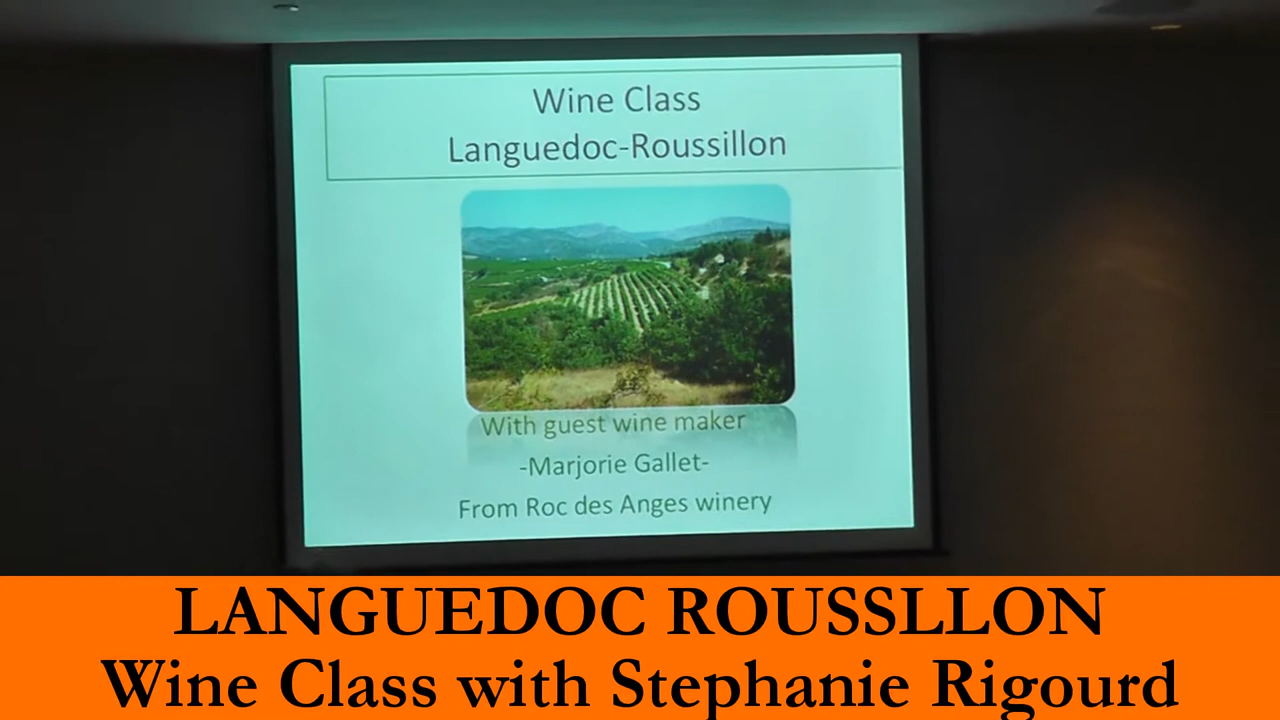 Wine Class
Languedoc-Roussillon
With guest wine maker
-Marjorie Gallet-
From Roc des Anges winery
LANGUEDOC ROUSSLLON
Wine Class with Stephanie Rigourd